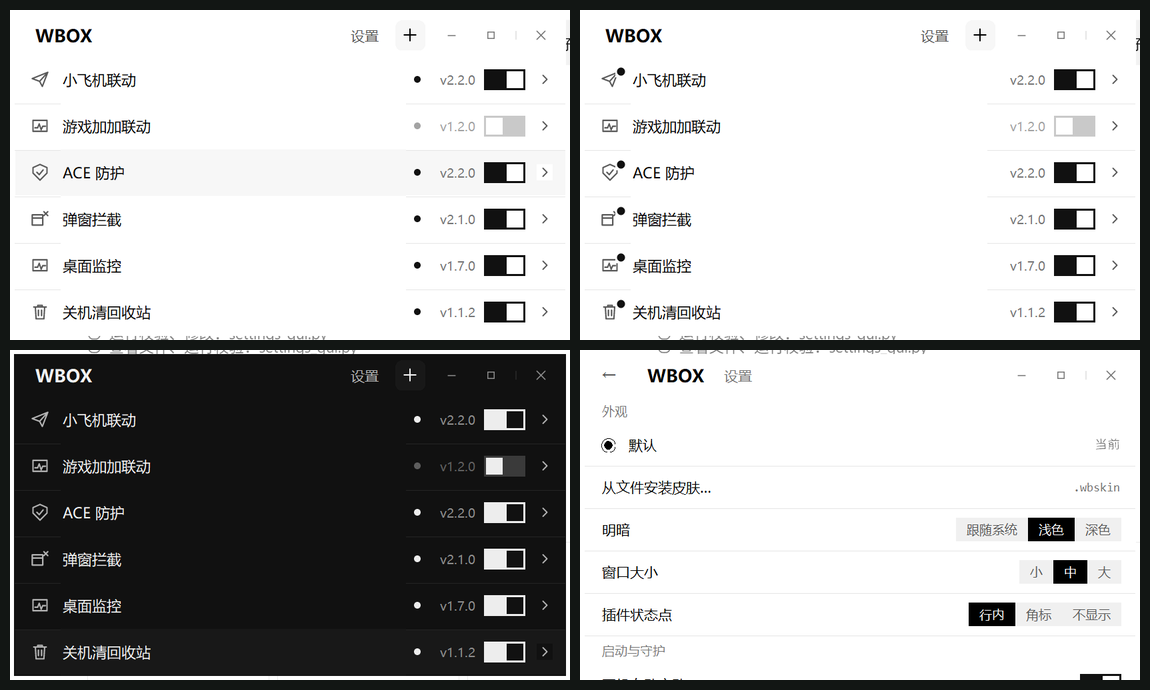 WBOX 设置
小飞机联动 v2.2.0
游戏加加联动 v1.2.0
ACE 防护 v2.2.0
弹窗拦截 v2.1.0
桌面监控 v1.7.0
关机清回收站 v1.1.2
WBOX 设置
小飞机联动 v2.2.0
游戏加加联动 v1.2.0
ACE 防护 v2.2.0
弹窗拦截 v2.1.0
桌面监控 v1.7.0
关机清回收站 v1.1.2
WBOX 设置
小飞机联动 v2.2.0
游戏加加联动 v1.2.0
ACE 防护 v2.2.0
弹窗拦截 v2.1.0
桌面监控 v1.7.0
关机清回收站 v1.1.2
WBOX 设置
外观
默认 当前
从文件安装皮肤... .wbskin
明暗 跟随系统 浅色 深色
窗口大小 小 中 大
插件状态点 行内 角标 不显示
启动与守护